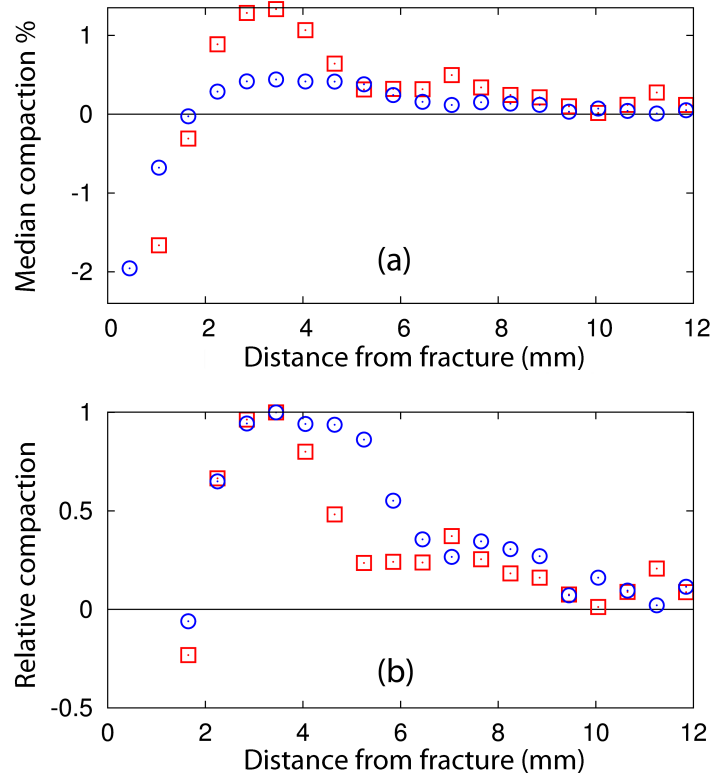 Median compaction %
1
0
-1
-2
(a)
0 2 4 6 8 10 12
Distance from fracture (mm)
Relative compaction
1
0.5
0
-0.5
(b)
0 2 4 6 8 10 12
Distance from fracture (mm)